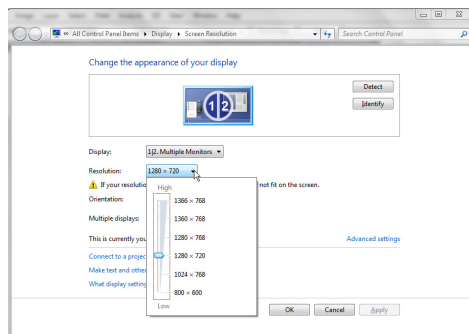 « All Control Panel Items ▸ Display ▸ Screen Resolution
Search Control Panel
Change the appearance of your display
1|2
Detect
Identify
Display: 1|2. Multiple Monitors
Resolution: 1280 × 720
If your resolutio
not fit on the screen.
High
Orientation:
1366 × 768
Multiple displays:
1360 × 768
1280 × 768
This is currently you
Advanced settings
1280 × 720
Connect to a projec
Make text and other
1024 × 768
What display setting
800 × 600
Low
OK Cancel Apply